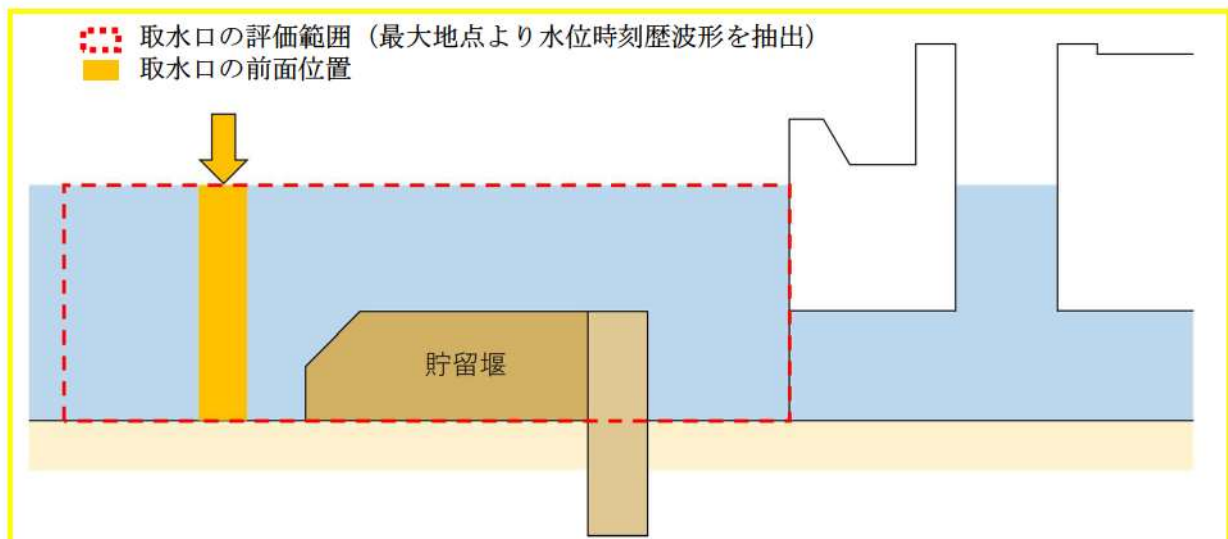 取水口の評価範囲（最大地点より水位時刻歴波形を抽出）
取水口の前面位置
貯留堰